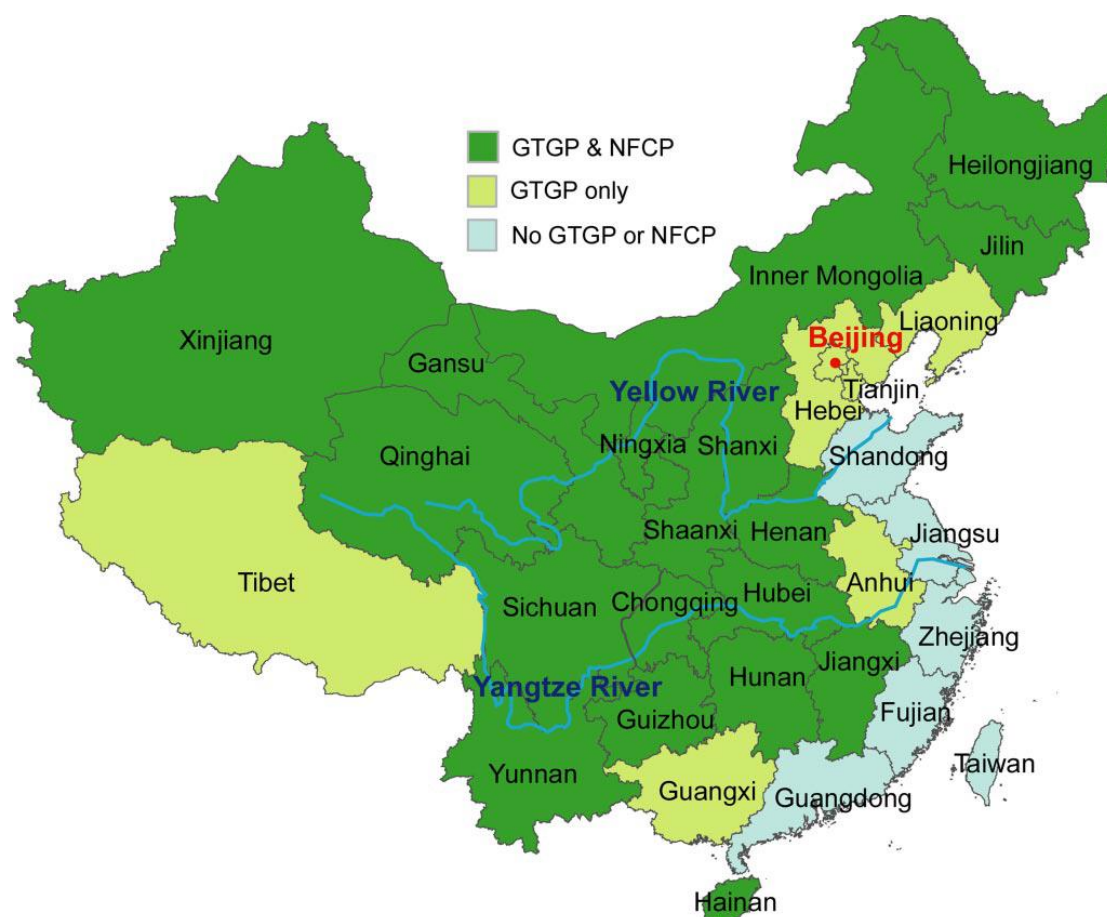 GTGP & NFCP
GTGP only
No GTGP or NFCP
Heilongjiang
Jilin
Inner Mongolia
Liaoning
Xinjiang
Beijing
Gansu
Tianjin
Yellow River
Hebei
Ningxia
Shanxi
Qinghai
Shandong
Shaanxi
Henan
Jiangsu
Tibet
Anhui
Sichuan
Chongqing
Hubei
Zhejiang
Jiangxi
Hunan
Yangtze River
Fujian
Guizhou
Taiwan
Yunnan
Guangxi
Guangdong
Hainan